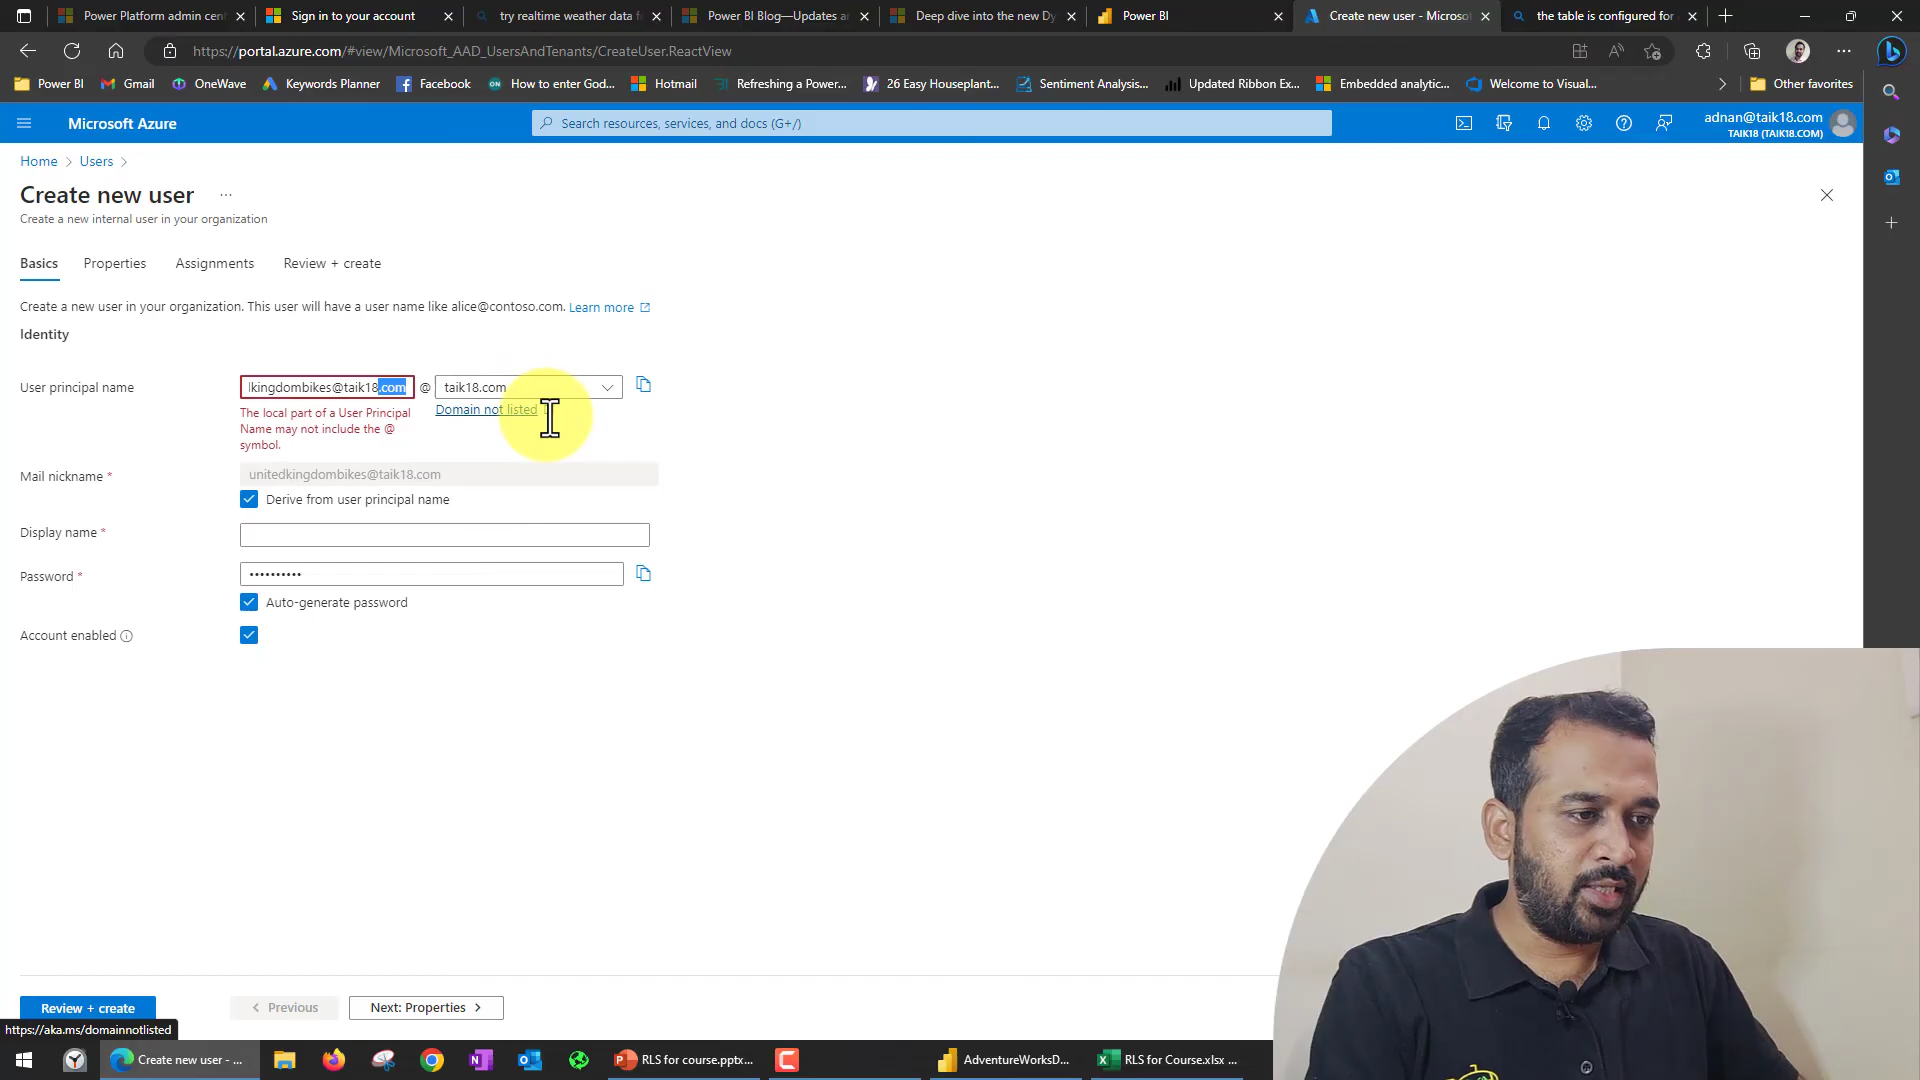 Power Platform admin cen
Sign in to your account
try realtime weather data f
Power BI Blog—Updates a
Deep dive into the new Dy
Power BI
Create new user - Microso
the table is configured for
https://portal.azure.com/#view/Microsoft_AAD_UsersAndTenants/CreateUser.ReactView
Power BI
Gmail
OneWave
Keywords Planner
Facebook
How to enter God...
Hotmail
Refreshing a Power...
26 Easy Houseplant...
Sentiment Analysis...
Updated Ribbon Ex...
Embedded analytic...
Welcome to Visual...
Other favorites
Microsoft Azure
Search resources, services, and docs (G+/)
adnan@taik18.com
TAIK18 (TAIK18.COM)
Home > Users >
Create new user ...
Create a new internal user in your organization
Basics
Properties
Assignments
Review + create
Create a new user in your organization. This user will have a user name like alice@contoso.com. Learn more
Identity
User principal name
kingdombikes@taik18.com @ taik18.com
The local part of a User Principal
Name may not include the @
symbol.
Domain not listed
Mail nickname *
unitedkingdombikes@taik18.com
Derive from user principal name
Display name *
Password *
Auto-generate password
Account enabled
Review + create
< Previous
Next: Properties >
https://aka.ms/domainnotlisted
Create new user - ...
RLS for course.pptx...
AdventureWorksD...
RLS for Course.xlsx ...